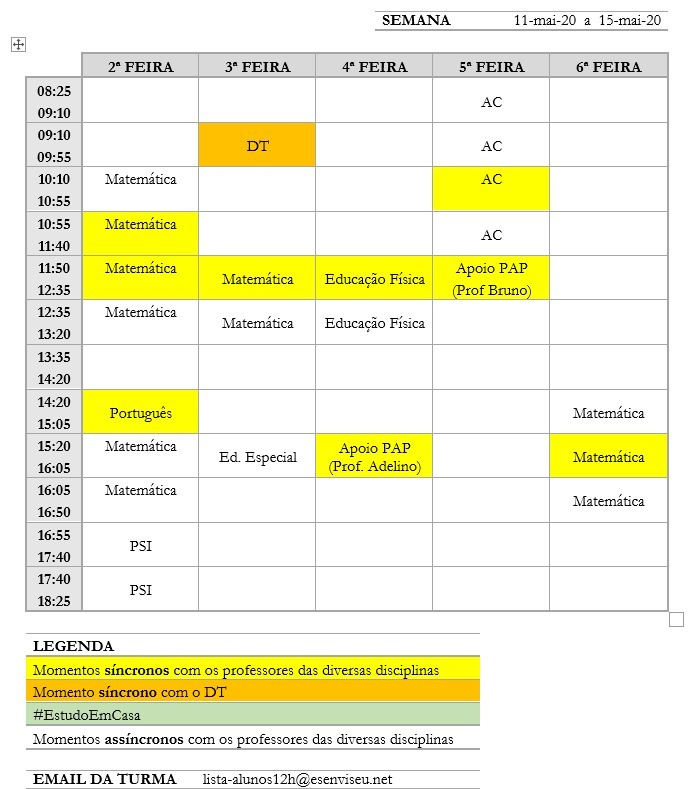 SEMANA 11-mai-20 a 15-mai-20
2ª FEIRA 3ª FEIRA 4ª FEIRA 5ª FEIRA 6ª FEIRA
08:25
09:10
AC
09:10
09:55
DT AC
10:10
10:55
Matemática AC
10:55
11:40
Matemática AC
11:50
12:35
Matemática Matemática Educação Física Apoio PAP
(Prof Bruno)
12:35
13:20
Matemática Matemática Educação Física
13:35
14:20
14:20
15:05
Português Matemática
15:20
16:05
Matemática Ed. Especial Apoio PAP
(Prof. Adelino)
Matemática
16:05
16:50
Matemática Matemática
16:55
17:40
PSI
17:40
18:25
PSI
LEGENDA
Momentos síncronos com os professores das diversas disciplinas
Momento síncrono com o DT
#EstudoEmCasa
Momentos assíncronos com os professores das diversas disciplinas
EMAIL DA TURMA lista-alunos12h@esenviseu.net